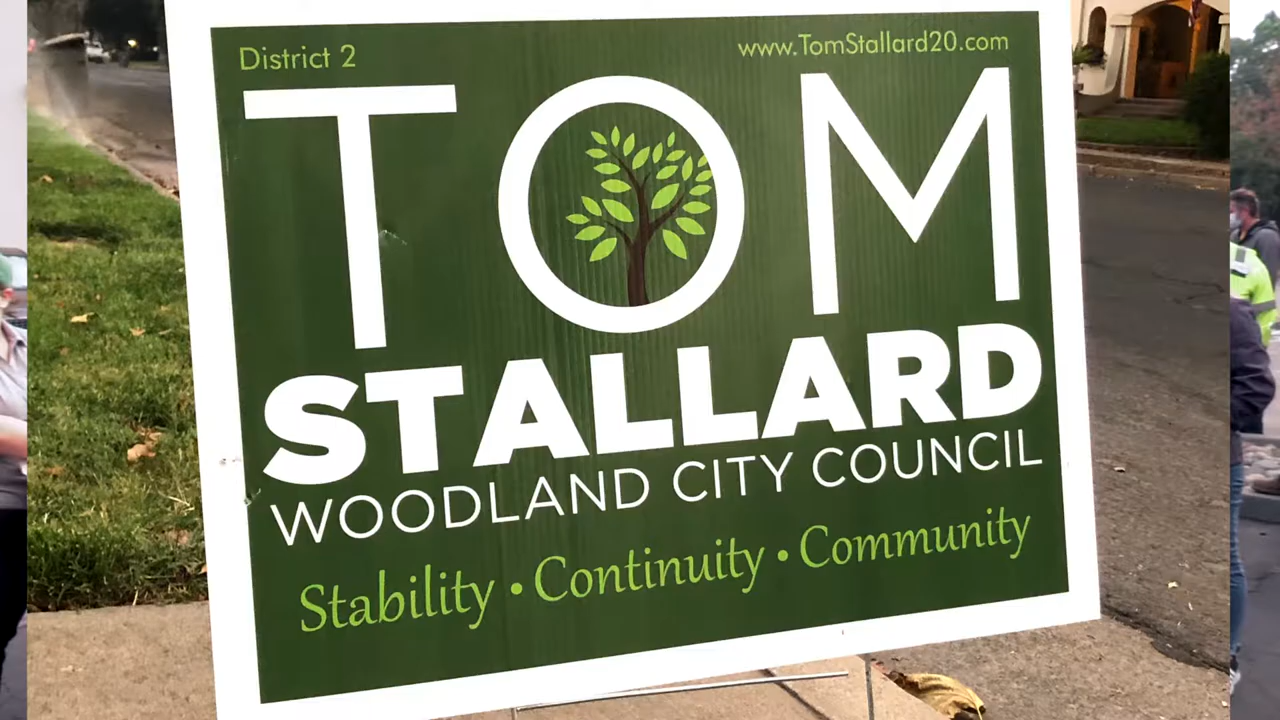 District 2
www.TomStallard20.com
TOM
STALLARD
WOODLAND CITY COUNCIL
Stability • Continuity • Community